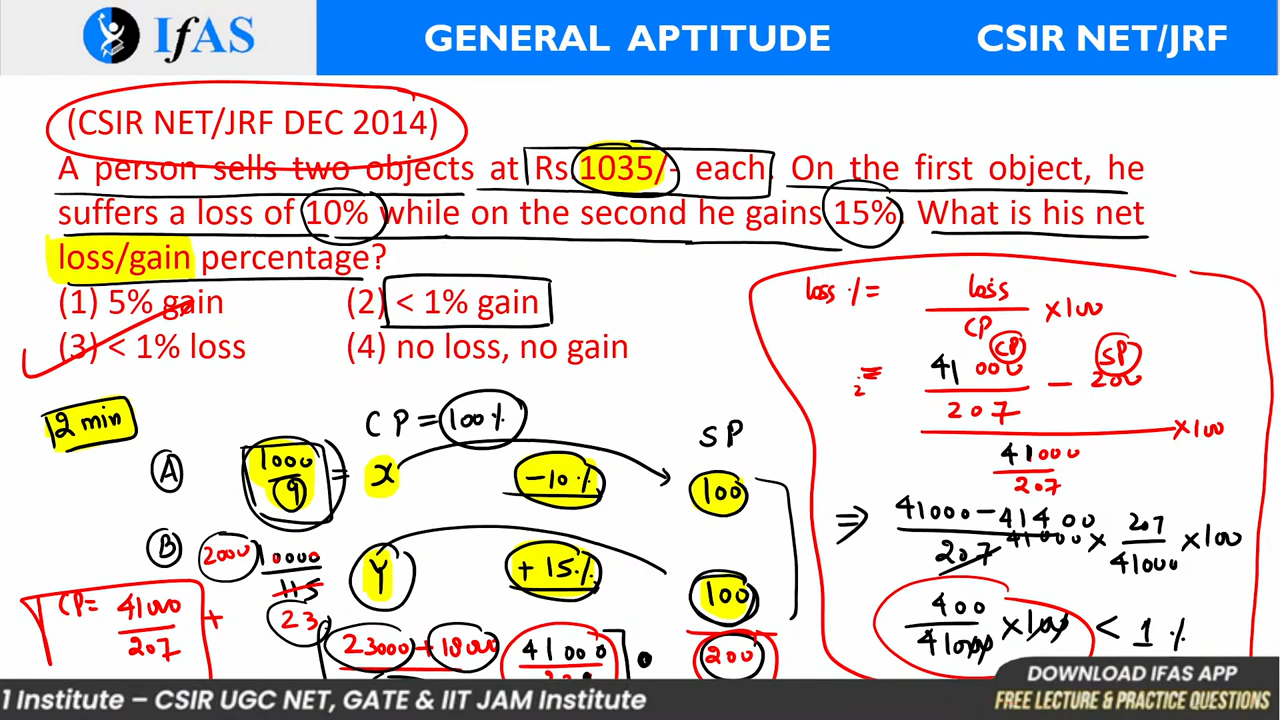 IfAS GENERAL APTITUDE CSIR NET/JRF
(CSIR NET/JRF DEC 2014)
A person sells two objects at Rs 1035/- each. On the first object, he
suffers a loss of 10% while on the second he gains 15%. What is his net
loss/gain percentage?
(1) 5% gain (2) < 1% gain
(3) < 1% loss (4) no loss, no gain
12 min
CP = 100% SP
A 1000/9 = x -10% 100
B 2000 10000/115 Y +15% 100
23
CP = 41000/207 + 23000 + 18000 41000 200
loss % = loss/CP × 100
CP SP
= 41000/207 - 200
× 100
41000/207
⇒ 41000 - 41400/207 × 207/41000 × 100
41000
400/41000 × 100 < 1 %
1 Institute – CSIR UGC NET, GATE & IIT JAM Institute
DOWNLOAD IFAS APP
FREE LECTURE & PRACTICE QUESTIONS